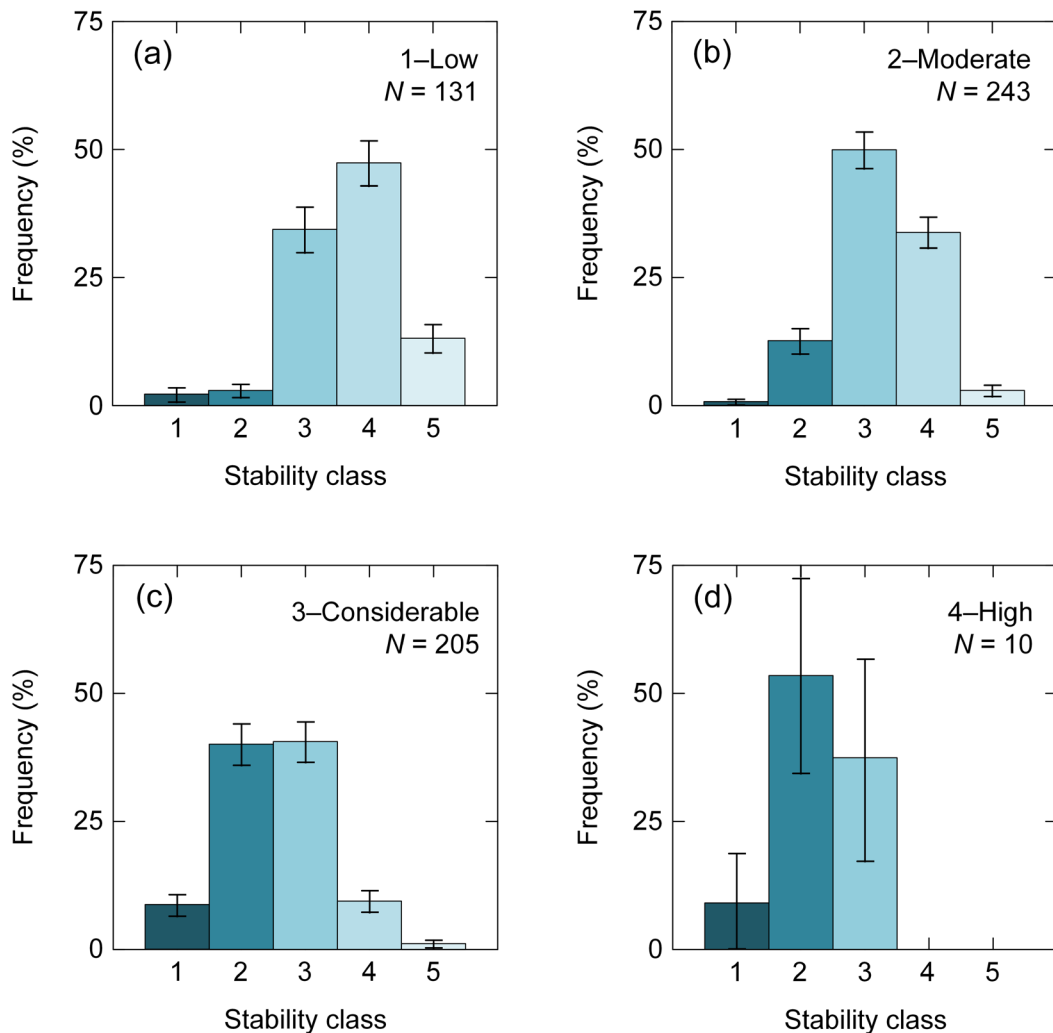 (a)
1–Low
N = 131
75
50
25
0
Frequency (%)
1 2 3 4 5
Stability class
(b)
2–Moderate
N = 243
75
50
25
0
Frequency (%)
1 2 3 4 5
Stability class
(c)
3–Considerable
N = 205
75
50
25
0
Frequency (%)
1 2 3 4 5
Stability class
(d)
4–High
N = 10
75
50
25
0
Frequency (%)
1 2 3 4 5
Stability class